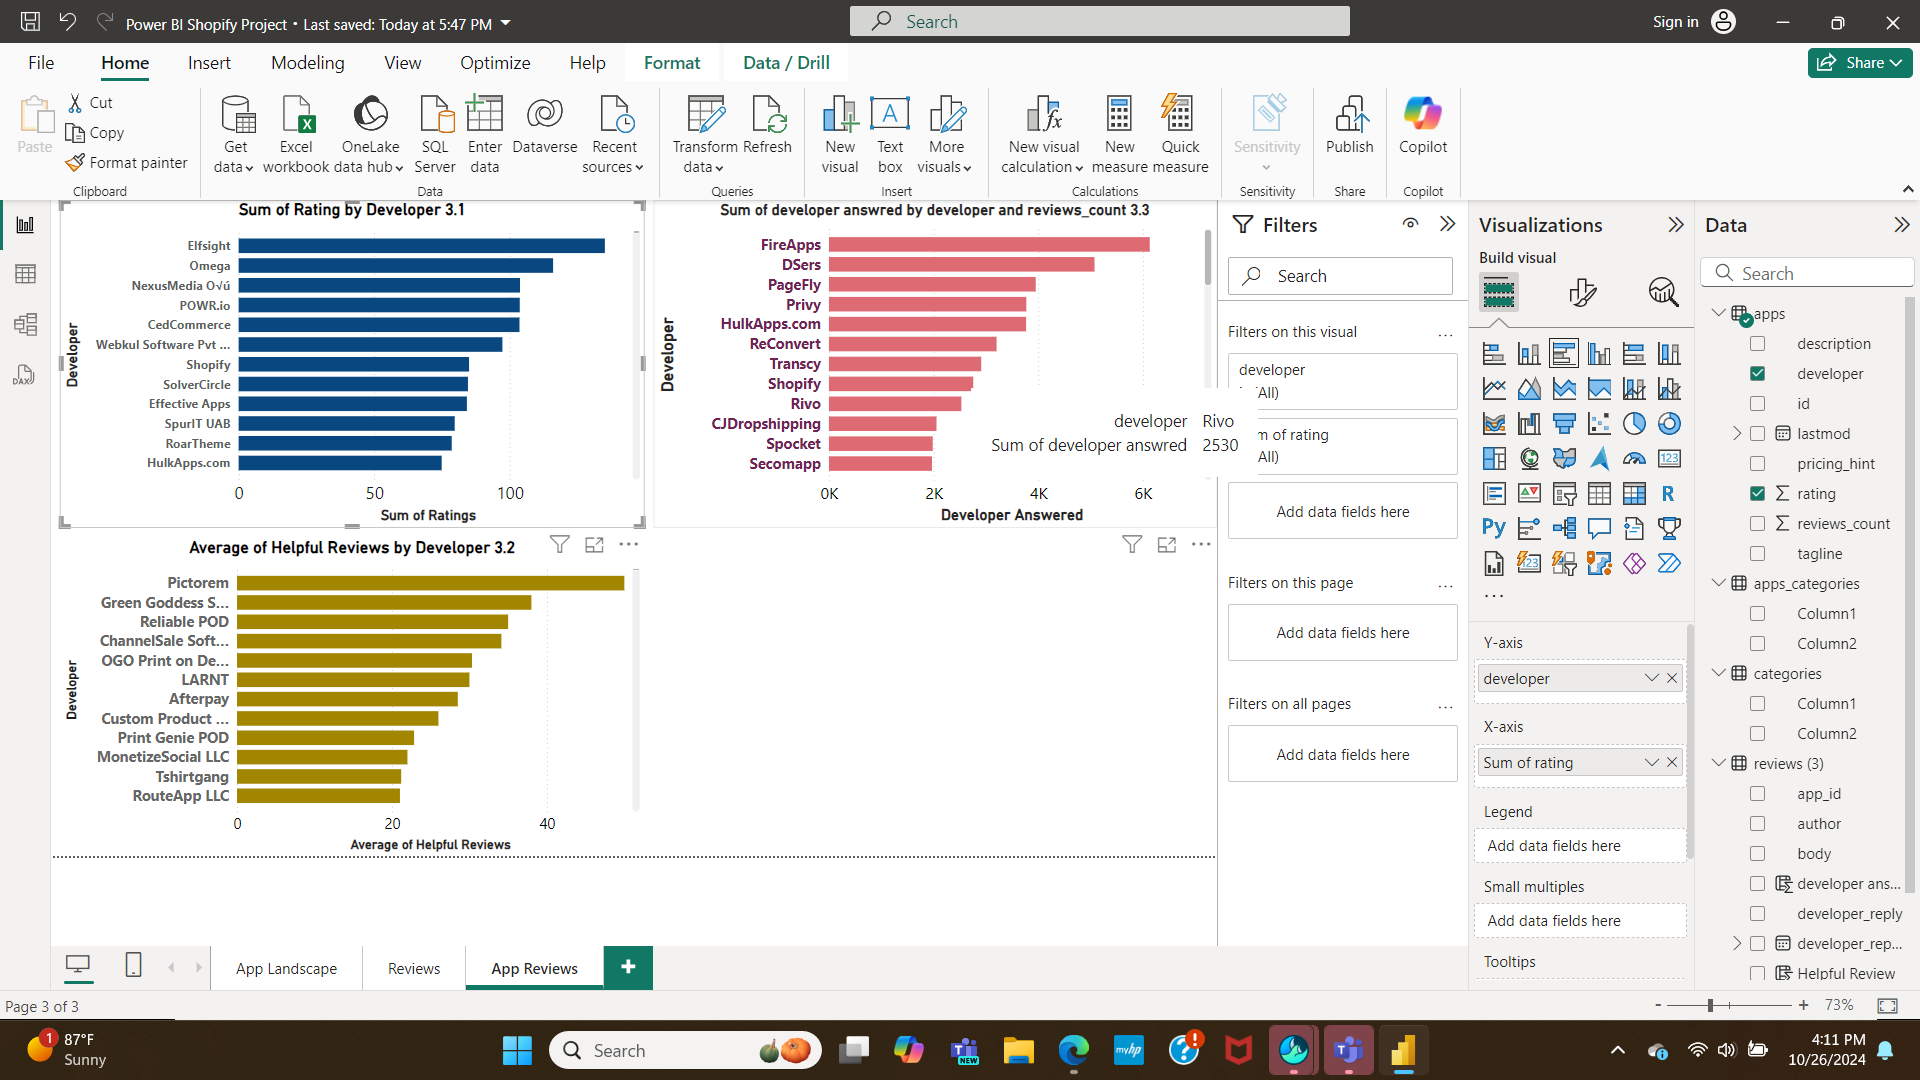 Power BI Shopify Project • Last saved: Today at 5:47 PM
Search
Sign in
File
Home
Insert
Modeling
View
Optimize
Help
Format
Data / Drill
Share
Paste
Cut
Copy
Format painter
Clipboard
Get data
Excel workbook
OneLake data hub
SQL Server
Enter data
Dataverse
Recent sources
Data
Transform data
Refresh
Queries
New visual
Text box
More visuals
Insert
New visual calculation
New measure
Quick measure
Calculations
Sensitivity
Sensitivity
Publish
Share
Copilot
Copilot
Sum of Rating by Developer 3.1
Developer
Elfsight
Omega
NexusMedia O√ú
POWR.io
CedCommerce
Webkul Software Pvt ...
Shopify
SolverCircle
Effective Apps
SpurIT UAB
RoarTheme
HulkApps.com
0 50 100
Sum of Ratings
Sum of developer answred by developer and reviews_count 3.3
Developer
FireApps
DSers
PageFly
Privy
HulkApps.com
ReConvert
Transcy
Shopify
Rivo
CJDropshipping
Spocket
Secomapp
0K 2K 4K 6K
Developer Answered
developer Rivo
Sum of developer answred 2530
Average of Helpful Reviews by Developer 3.2
Developer
Pictorem
Green Goddess S...
Reliable POD
ChannelSale Soft...
OGO Print on De...
LARNT
Afterpay
Custom Product ...
Print Genie POD
MonetizeSocial LLC
Tshirtgang
RouteApp LLC
0 20 40
Average of Helpful Reviews
Filters
Search
Filters on this visual
developer
All)
m of rating
All)
Add data fields here
Filters on this page
Add data fields here
Filters on all pages
Add data fields here
Visualizations
Build visual
123
R
Py
123
Y-axis
developer
X-axis
Sum of rating
Legend
Add data fields here
Small multiples
Add data fields here
Tooltips
Data
Search
apps
description
developer
id
lastmod
pricing_hint
rating
reviews_count
tagline
apps_categories
Column1
Column2
categories
Column1
Column2
reviews (3)
app_id
author
body
developer ans...
developer_reply
developer_rep...
Helpful Review
App Landscape
Reviews
App Reviews
Page 3 of 3
73%
1
87°F
Sunny
Search
NEW
myhp
4:11 PM
10/26/2024